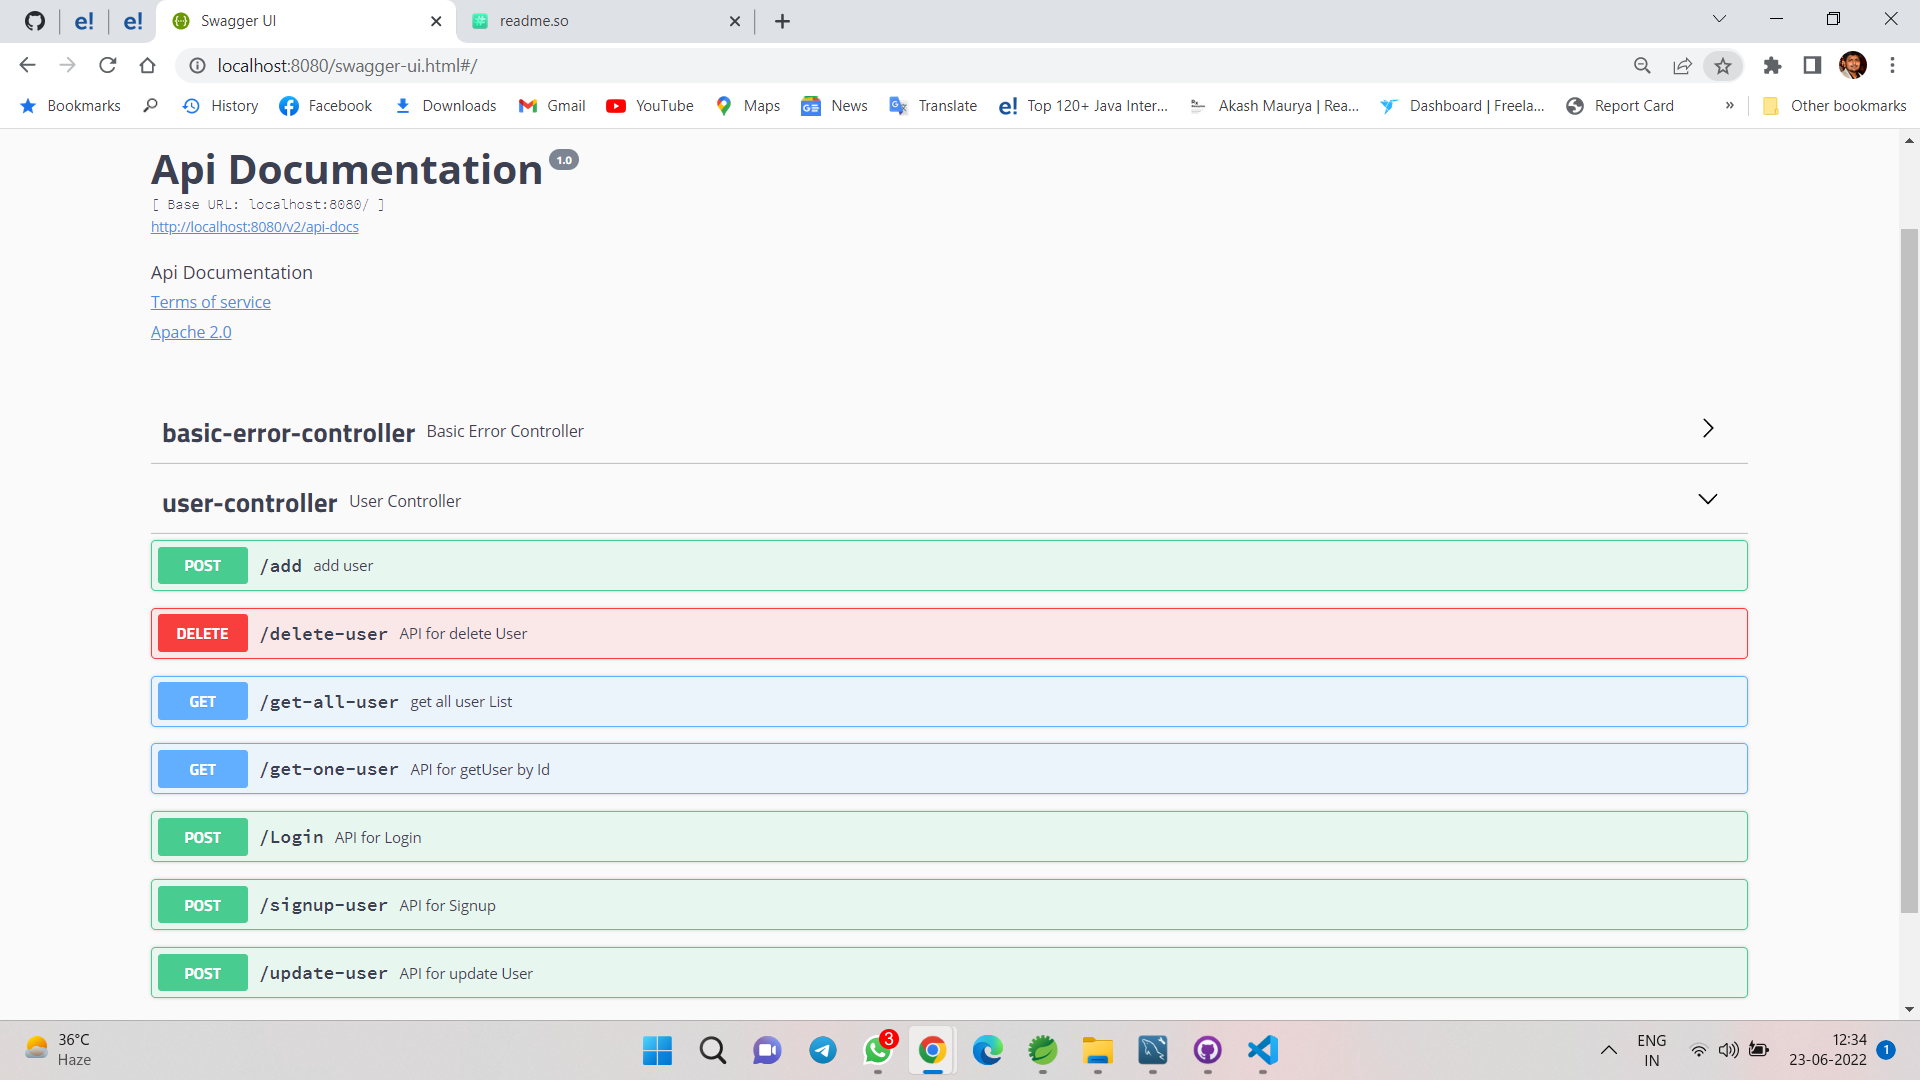 Swagger UI
readme.so
localhost:8080/swagger-ui.html#/
Bookmarks History Facebook Downloads Gmail YouTube Maps News Translate Top 120+ Java Inter... Akash Maurya | Rea... Dashboard | Freela... Report Card » Other bookmarks
Api Documentation 1.0
[ Base URL: localhost:8080/ ]
http://localhost:8080/v2/api-docs
Api Documentation
Terms of service
Apache 2.0
basic-error-controller Basic Error Controller
user-controller User Controller
POST /add add user
DELETE /delete-user API for delete User
GET /get-all-user get all user List
GET /get-one-user API for getUser by Id
POST /Login API for Login
POST /signup-user API for Signup
POST /update-user API for update User
36°C
Haze
3
ENG
IN
12:34
23-06-2022
1